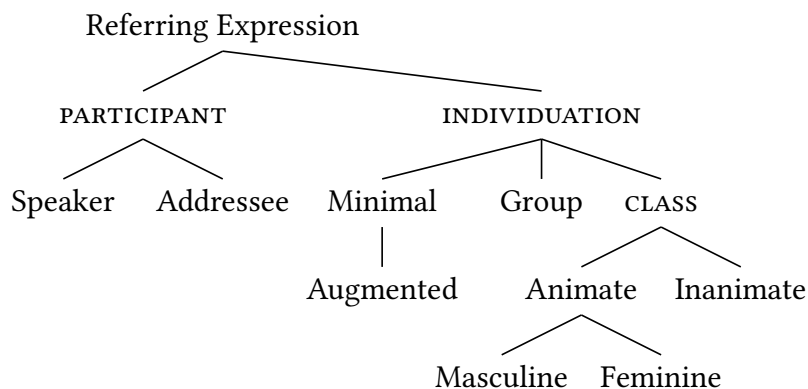 Referring Expression
PARTICIPANT INDIVIDUATION
Speaker Addressee Minimal Group CLASS
Augmented Animate Inanimate
Masculine Feminine